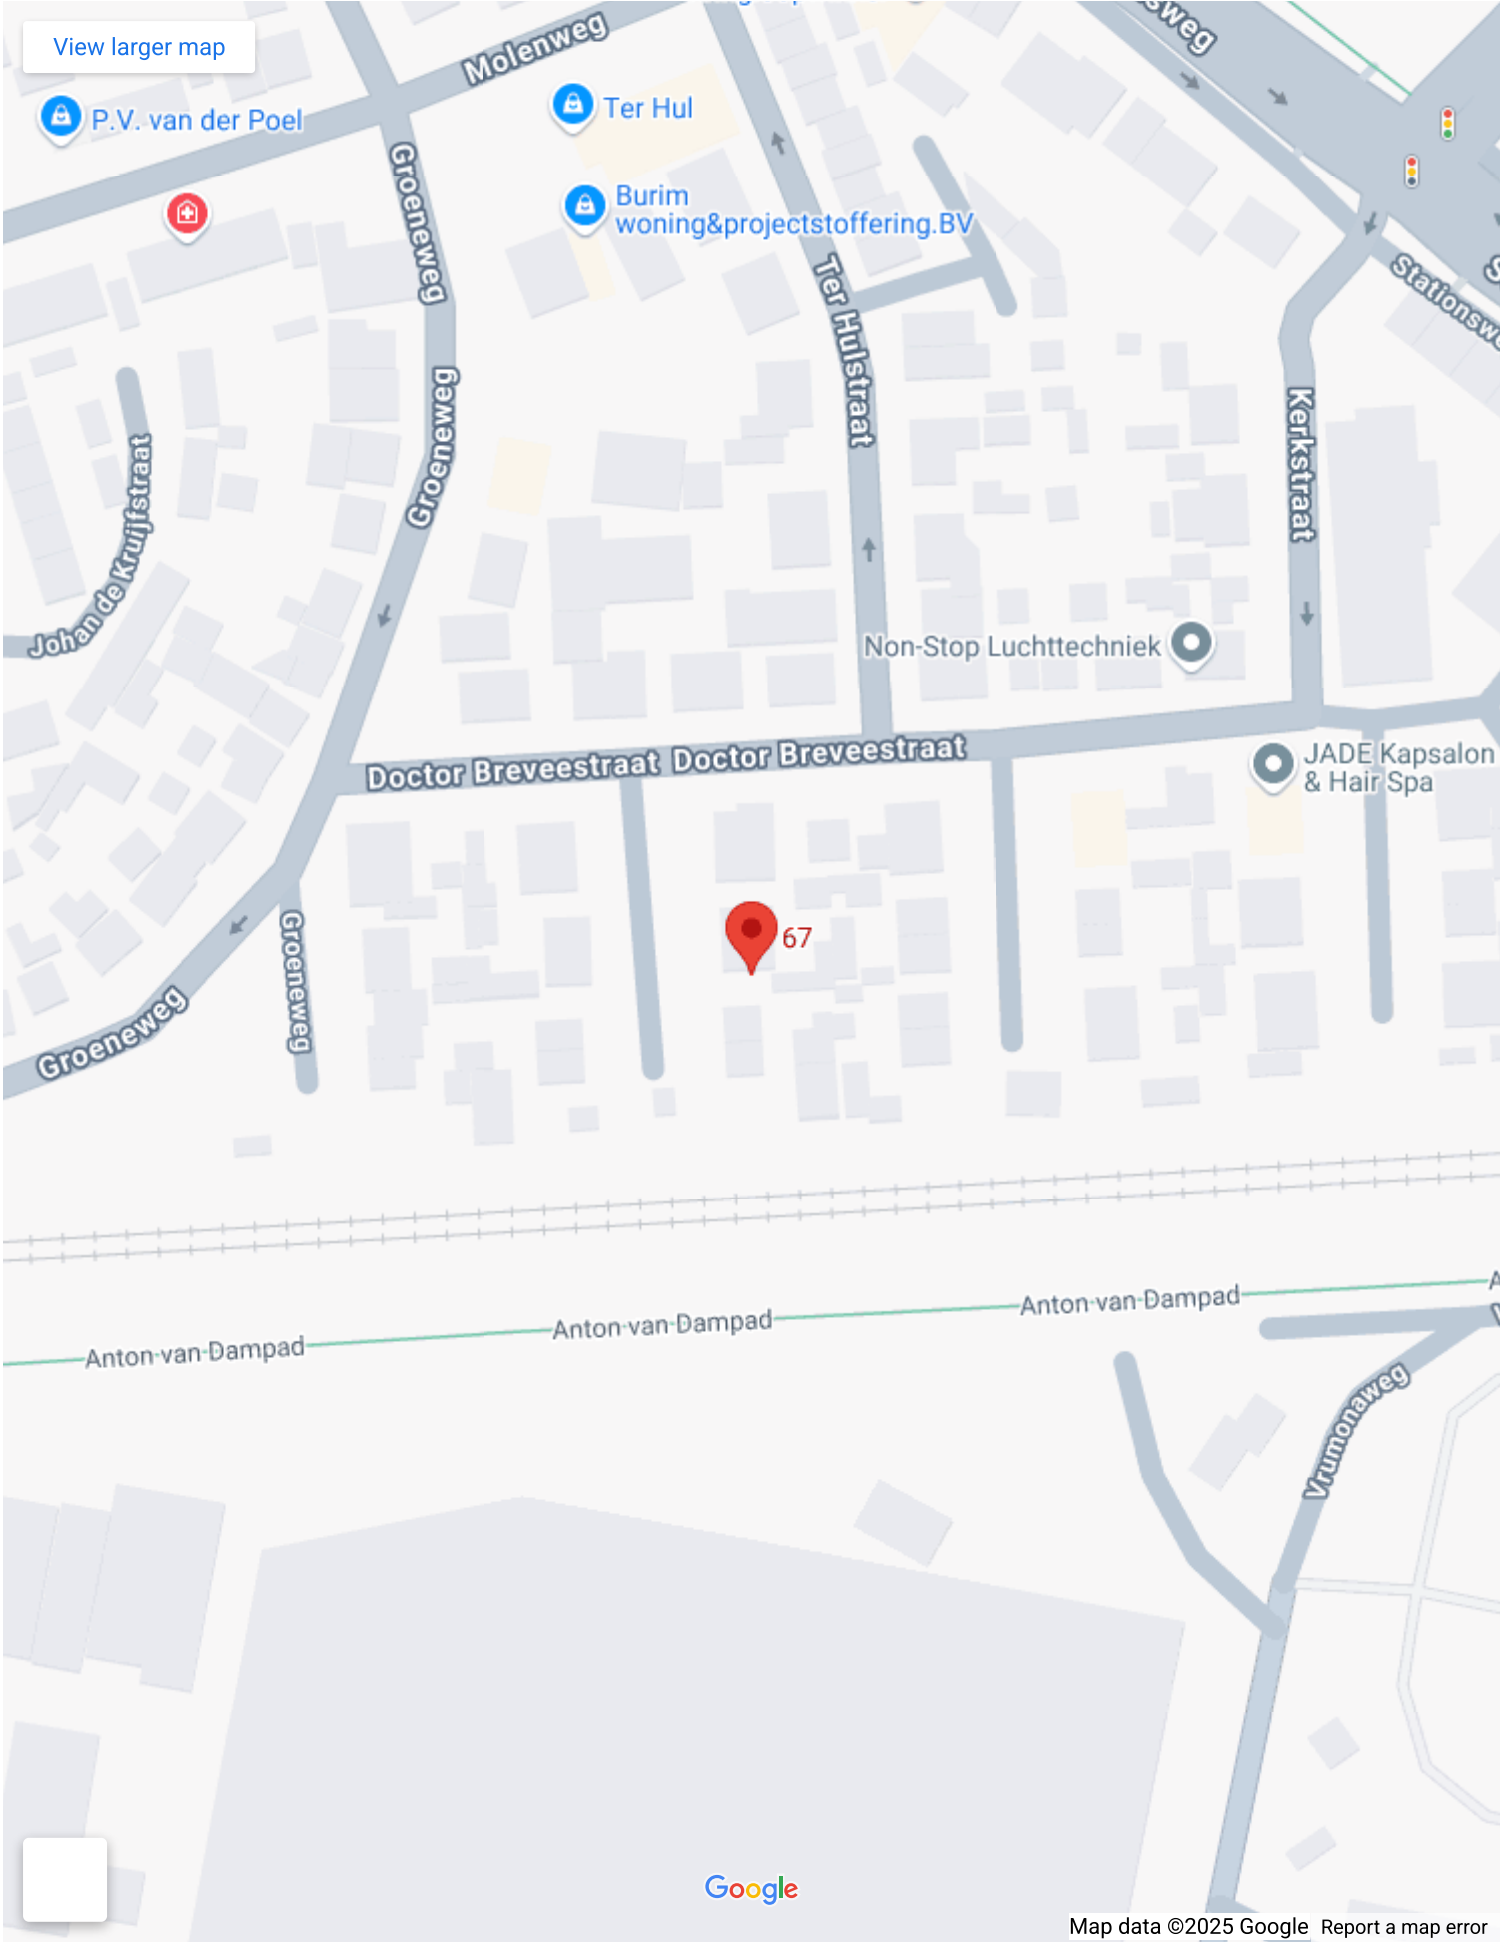 View larger map
Molenweg
sweg
P.V. van der Poel
Ter Hul
Groeneweg
Burim
woning&projectstoffering.BV
Ter Hulstraat
Stationswe
Groeneweg
Kerkstraat
Johan de Kruijfstraat
Non-Stop Luchttechniek
Doctor Breveestraat
Doctor Breveestraat
JADE Kapsalon
& Hair Spa
67
Groeneweg
Groeneweg
Anton van Dampad
Anton van Dampad
Anton van Dampad
Vrumonaweg
Google
Map data ©2025 Google
Report a map error